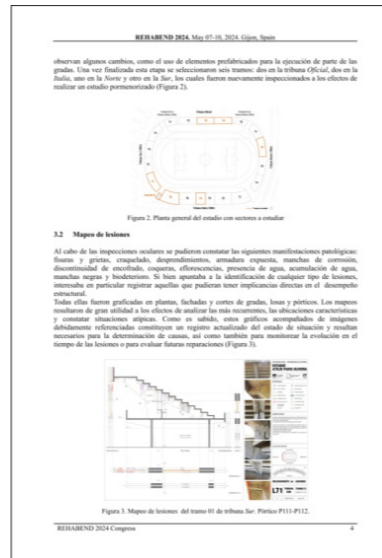 REHABEND 2024. May 07-10, 2024. Gijon, Spain
observan algunos cambios, como el uso de elementos prefabricados para la ejecución de parte de las
gradas. Una vez finalizada esta etapa se seleccionaron seis tramos: dos en la tribuna Oficial, dos en la
Italia, uno en la Norte y otro en la Sur, los cuales fueron nuevamente inspeccionados a los efectos de
realizar un estudio pormenorizado (Figura 2).
Figura 2. Planta general del estadio con sectores a estudiar
3.2 Mapeo de lesiones
Al cabo de las inspecciones oculares se pudieron constatar las siguientes manifestaciones patológicas:
fisuras y grietas, craquelado, desprendimientos, armadura expuesta, manchas de corrosión,
discontinuidad de encofrado, coqueras, eflorescencias, presencia de agua, acumulación de agua,
manchas negras y biodeterioro. Si bien apuntaba a la identificación de cualquier tipo de lesiones,
interesaba en particular registrar aquellas que pudieran tener implicancias directas en el desempeño
estructural.
Todas ellas fueron graficadas en plantas, fachadas y cortes de gradas, losas y pórticos. Los mapeos
resultaron de gran utilidad a los efectos de analizar las más recurrentes, las ubicaciones características
y constatar situaciones atípicas. Como es sabido, estos gráficos acompañados de imágenes
debidamente referenciadas constituyen un registro actualizado del estado de situación y resultan
necesarios para la determinación de causas, así como también para monitorear la evolución en el
tiempo de las lesiones o para evaluar futuras reparaciones (Figura 3).
L71
Figura 3. Mapeo de lesiones del tramo 01 de tribuna Sur. Pórtico P111-P112.
REHABEND 2024 Congress 4